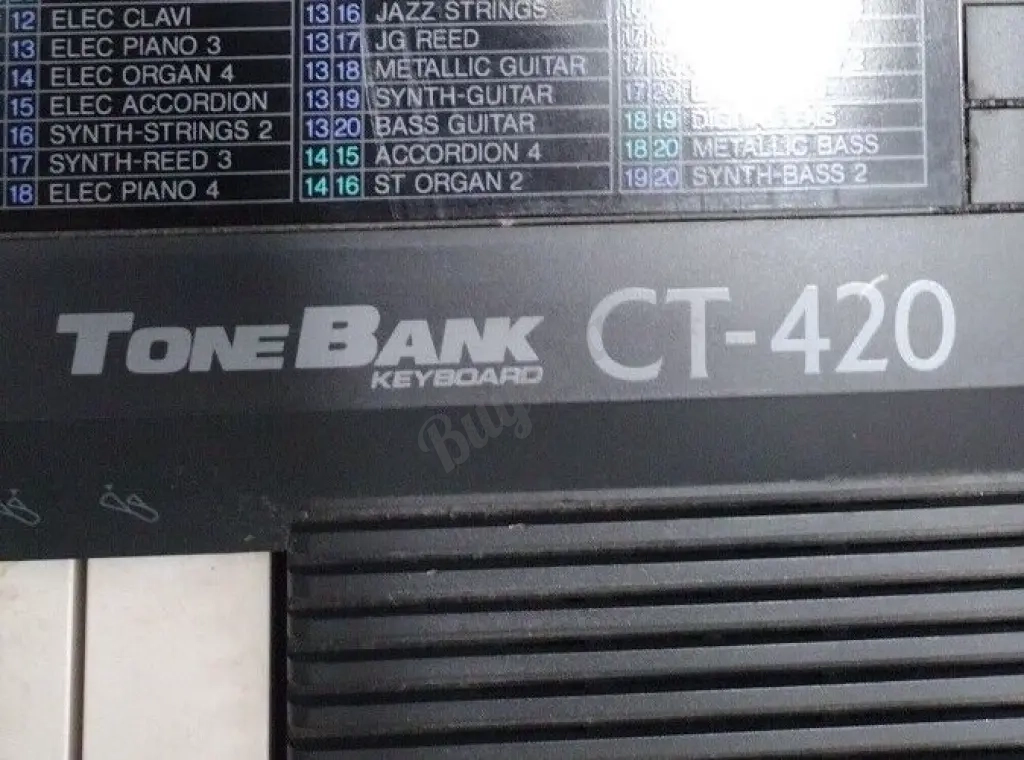 12 ELEC CLAVI
13 ELEC PIANO 3
14 ELEC ORGAN 4
15 ELEC ACCORDION
16 SYNTH-STRINGS 2
17 SYNTH-REED 3
18 ELEC PIANO 4
13 16 JAZZ STRINGS
13 17 JG REED
13 18 METALLIC GUITAR
13 19 SYNTH-GUITAR
13 20 BASS GUITAR
14 15 ACCORDION 4
14 16 ST ORGAN 2
18 19
18 20 METALLIC BASS
19 20 SYNTH-BASS 2
TONE BANK
KEYBOARD
CT-420